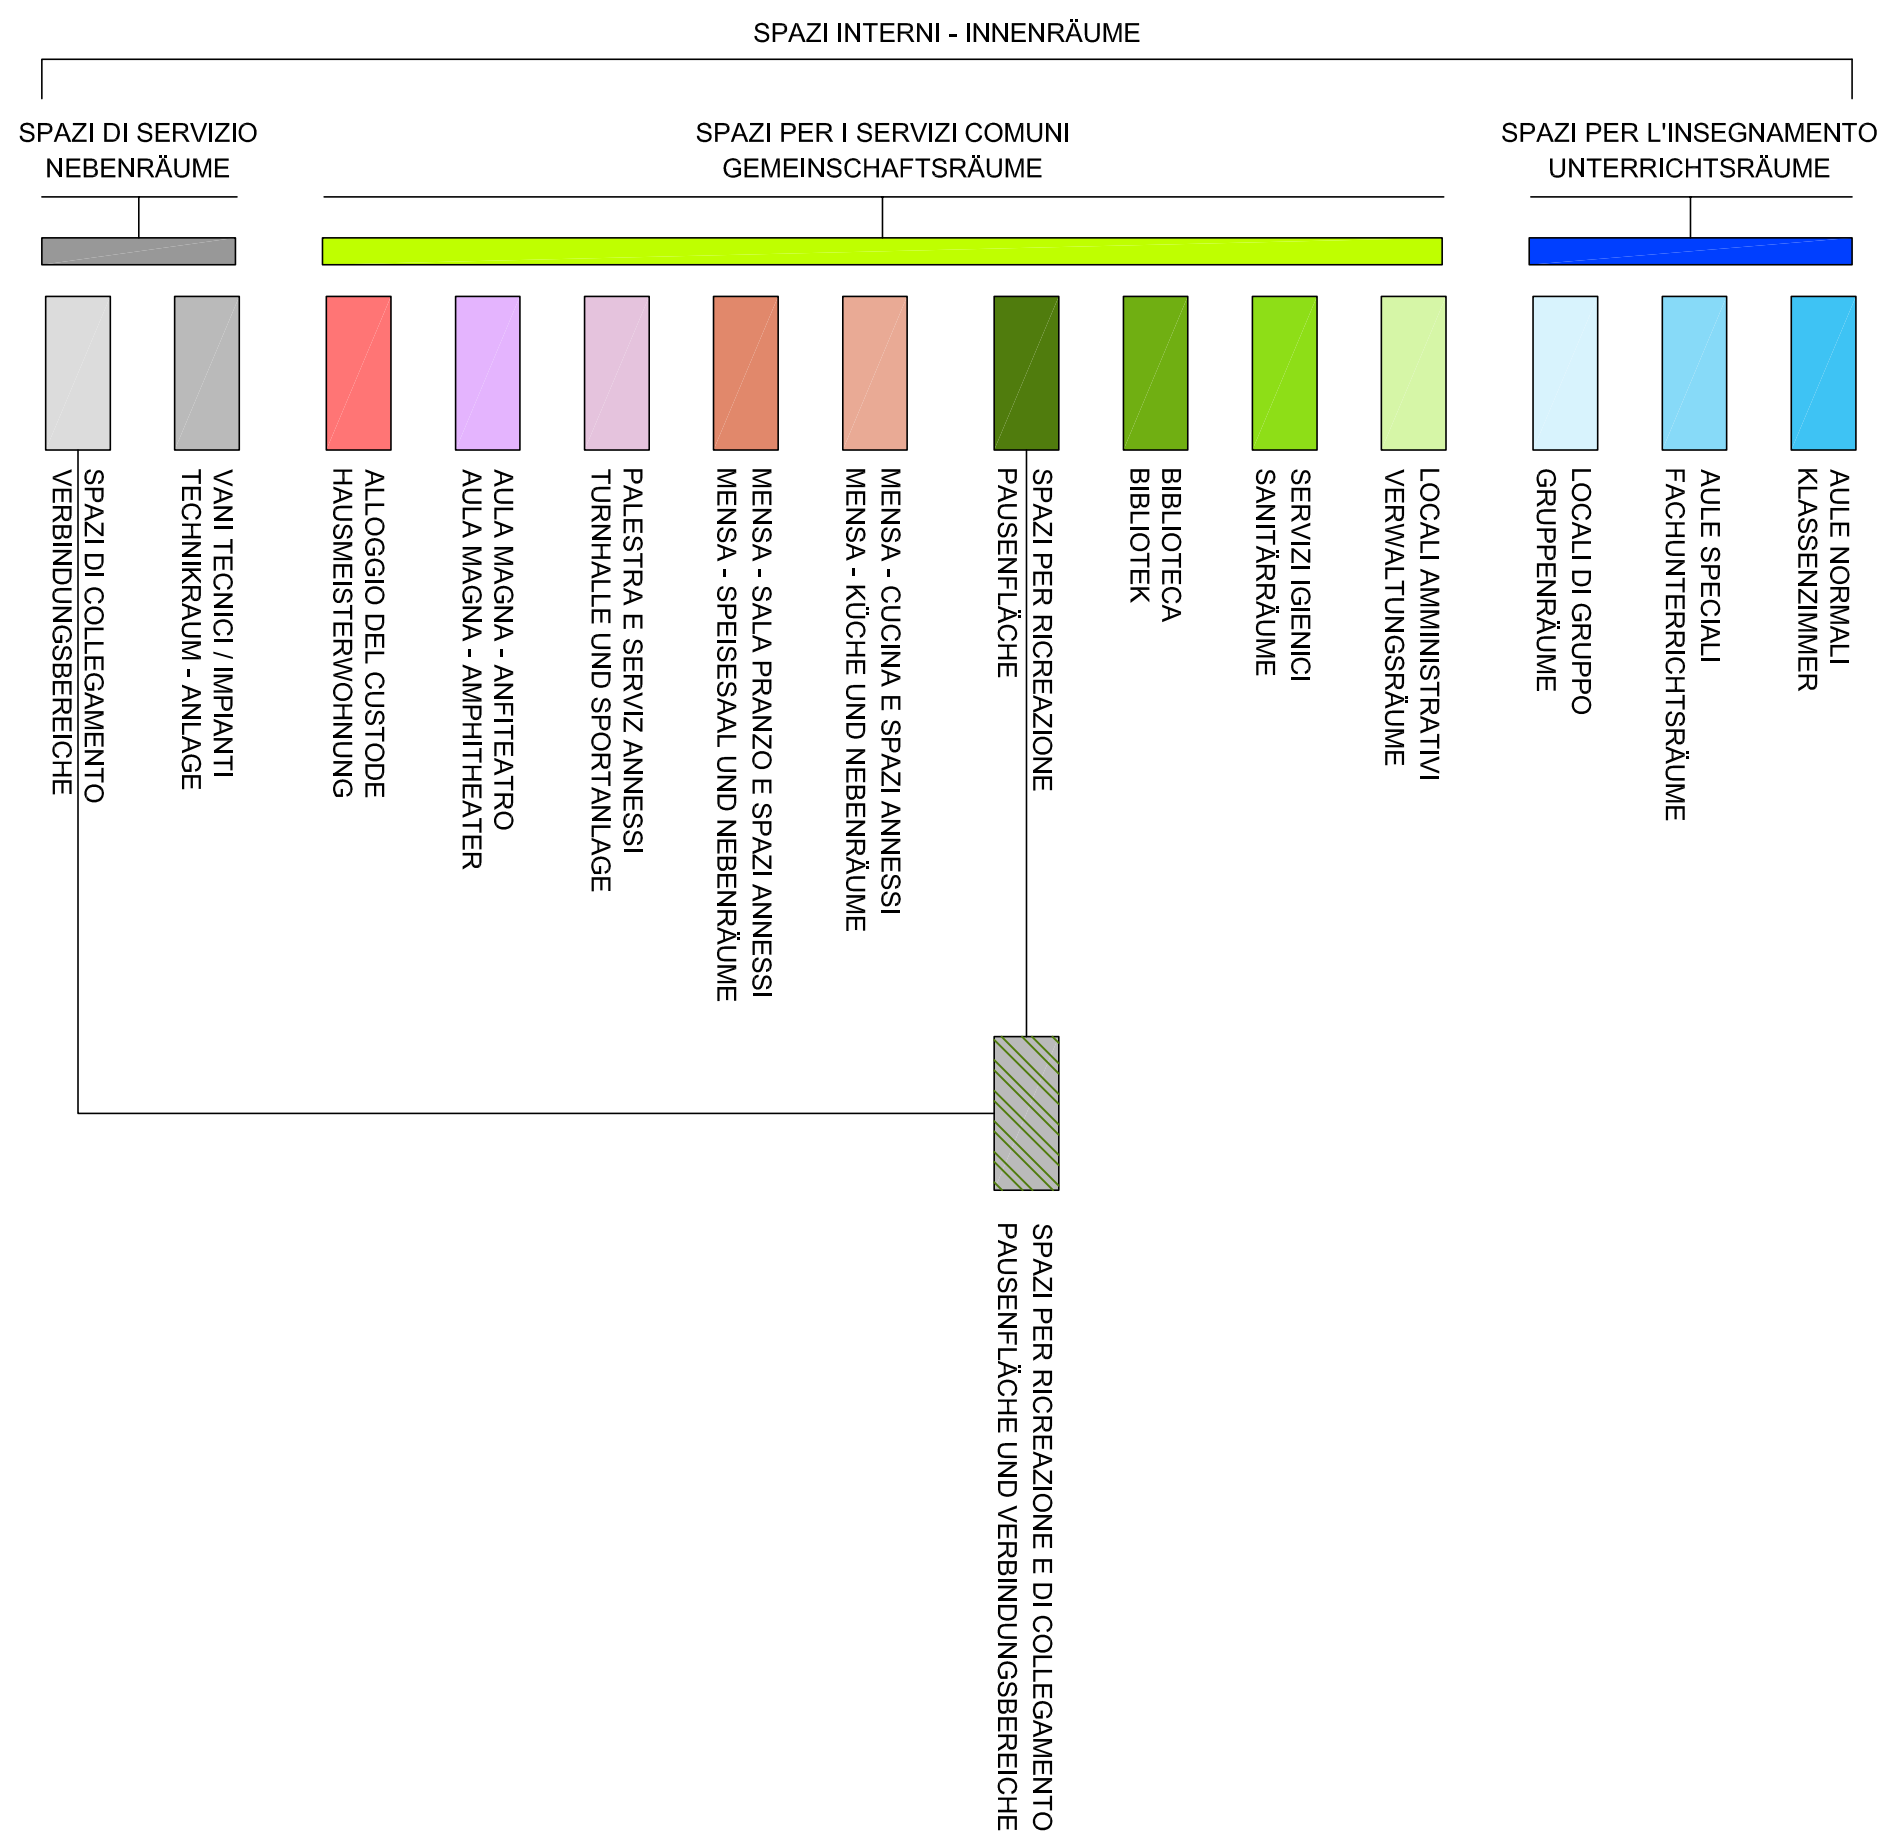 SPAZI INTERNI - INNENRÄUME
SPAZI DI SERVIZIO
NEBENRÄUME
SPAZI PER I SERVIZI COMUNI
GEMEINSCHAFTSRÄUME
SPAZI PER L'INSEGNAMENTO
UNTERRICHTSRÄUME
SPAZI DI COLLEGAMENTO
VERBINDUNGSBEREICHE
VANI TECNICI / IMPIANTI
TECHNIKRAUM - ANLAGE
ALLOGGIO DEL CUSTODE
HAUSMEISTERWOHNUNG
AULA MAGNA - ANFITEATRO
AULA MAGNA - AMPHITHEATER
PALESTRA E SERVIZ ANNESSI
TURNHALLE UND SPORTANLAGE
MENSA - SALA PRANZO E SPAZI ANNESSI
MENSA - SPEISESAAL UND NEBENRÄUME
MENSA - CUCINA E SPAZI ANNESSI
MENSA - KÜCHE UND NEBENRÄUME
SPAZI PER RICREAZIONE
PAUSENFLÄCHE
BIBLIOTECA
BIBLIOTEK
SERVIZI IGIENICI
SANITÄRRÄUME
LOCALI AMMINISTRATIVI
VERWALTUNGSRÄUME
LOCALI DI GRUPPO
GRUPPENRÄUME
AULE SPECIALI
FACHUNTERRICHTSRÄUME
AULE NORMALI
KLASSENZIMMER
SPAZI PER RICREAZIONE E DI COLLEGAMENTO
PAUSENFLÄCHE UND VERBINDUNGSBEREICHE